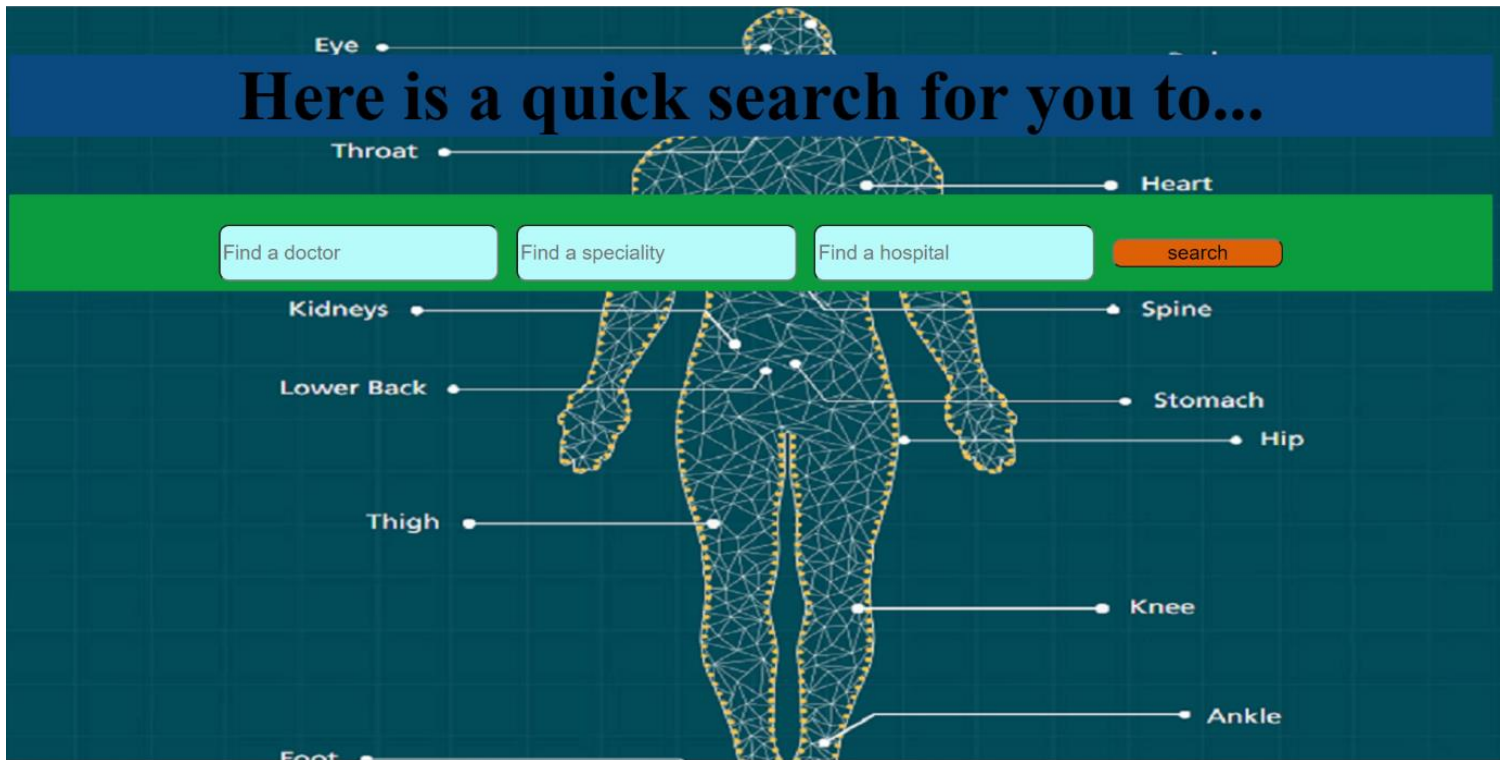 Eye
Here is a quick search for you to...
Throat
Heart
Find a doctor Find a speciality Find a hospital search
Kidneys Spine
Lower Back
Stomach
Hip
Thigh
Knee
Ankle
Foot